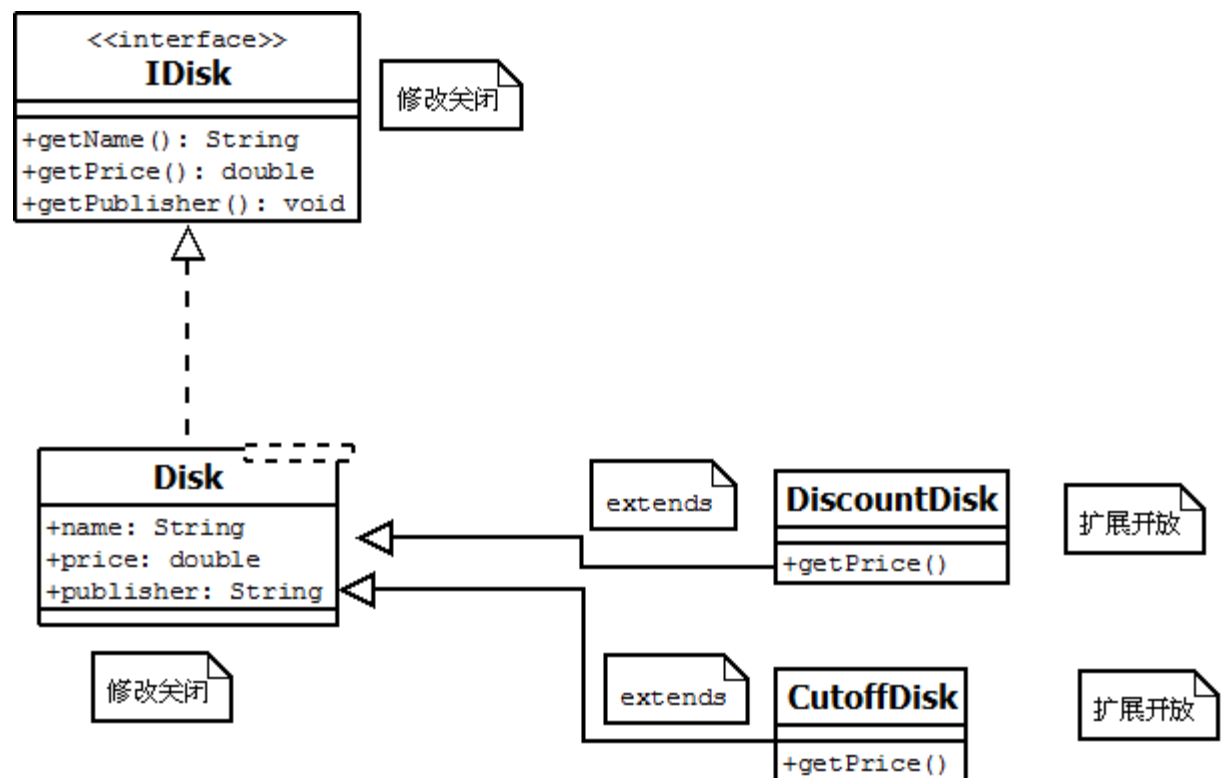 <<interface>>
IDisk
+getName(): String
+getPrice(): double
+getPublisher(): void
修改关闭
Disk
+name: String
+price: double
+publisher: String
修改关闭
extends
DiscountDisk
+getPrice()
扩展开放
extends
CutoffDisk
+getPrice()
扩展开放